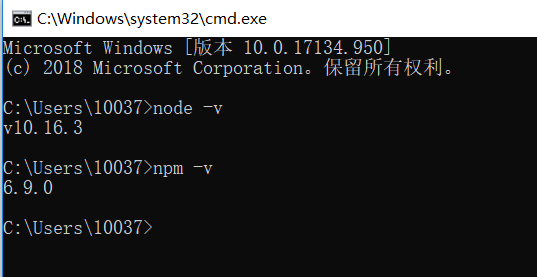 C:\Windows\system32\cmd.exe
Microsoft Windows [版本 10.0.17134.950]
(c) 2018 Microsoft Corporation。保留所有权利。
C:\Users\10037>node -v
v10.16.3
C:\Users\10037>npm -v
6.9.0
C:\Users\10037>